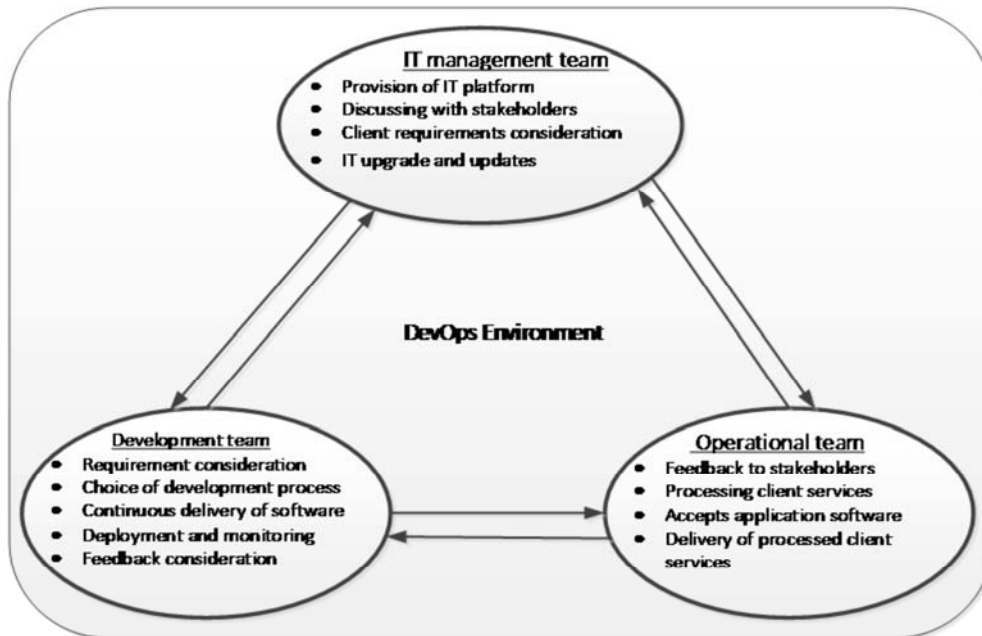 IT management team
• Provision of IT platform
• Discussing with stakeholders
• Client requirements consideration
• IT upgrade and updates
DevOps Environment
Development team
• Requirement consideration
• Choice of development process
• Continuous delivery of software
• Deployment and monitoring
• Feedback consideration
Operational team
• Feedback to stakeholders
• Processing client services
• Accepts application software
• Delivery of processed client
services